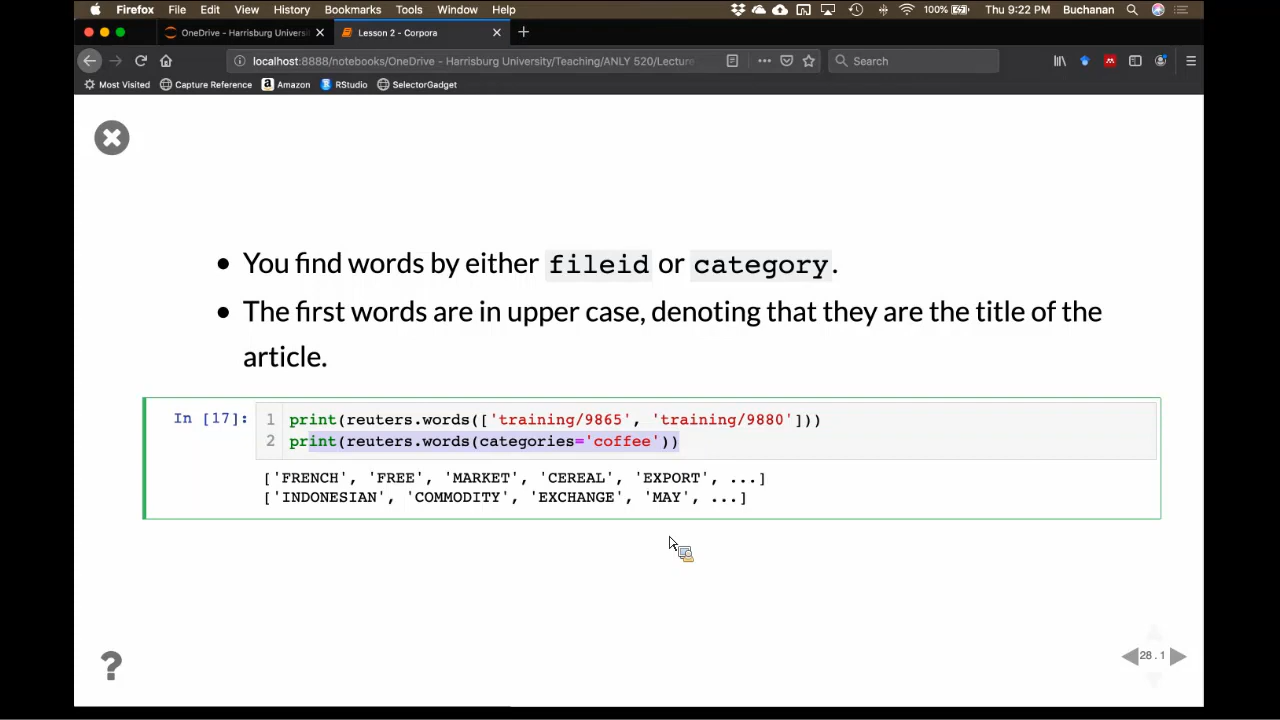 Firefox File Edit View History Bookmarks Tools Window Help 100% Thu 9:22 PM Buchanan
OneDrive - Harrisburg Universi Lesson 2 - Corpora
localhost:8888/notebooks/OneDrive - Harrisburg University/Teaching/ANLY 520/Lecture Search
Most Visited Capture Reference Amazon RStudio SelectorGadget
• You find words by either fileid or category.
• The first words are in upper case, denoting that they are the title of the
article.
In [17]: 1 print(reuters.words(['training/9865', 'training/9880']))
2 print(reuters.words(categories='coffee'))
['FRENCH', 'FREE', 'MARKET', 'CEREAL', 'EXPORT', ...]
['INDONESIAN', 'COMMODITY', 'EXCHANGE', 'MAY', ...]
?
28.1